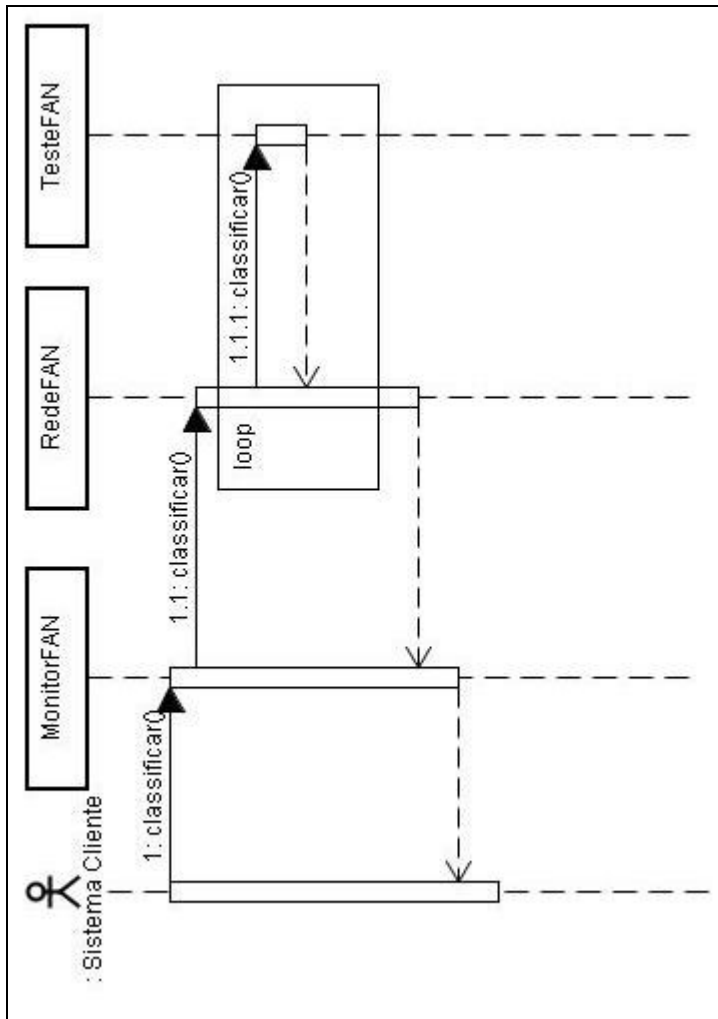 : Sistema Cliente
MonitorFAN
RedeFAN
TesteFAN
1: classificar()
1.1: classificar()
loop
1.1.1: classificar()